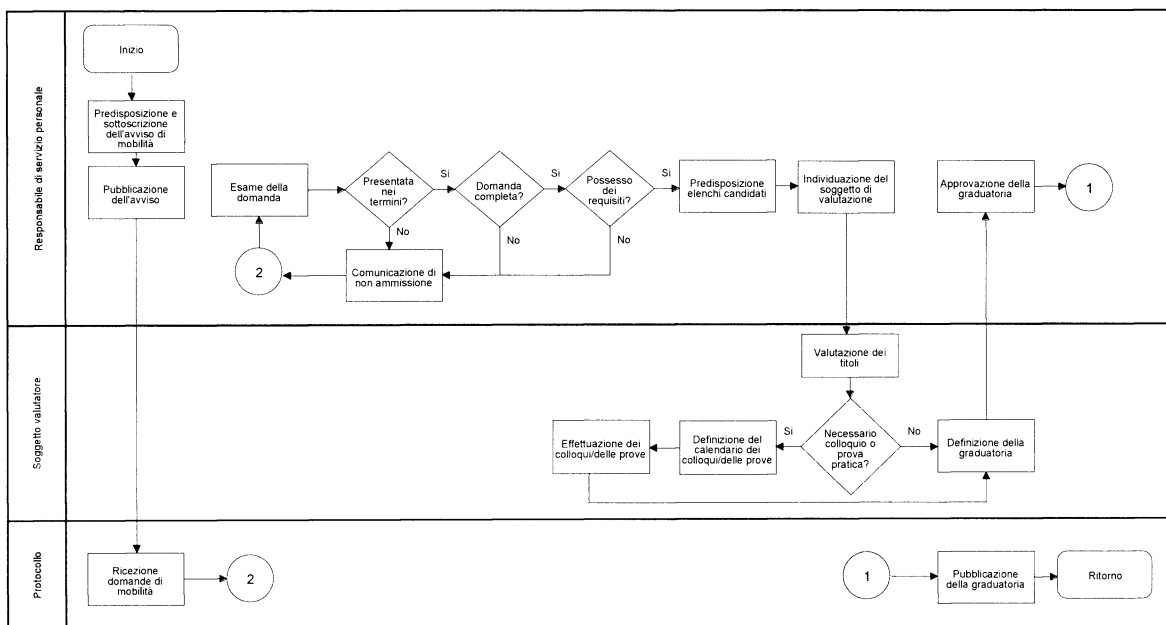 Responsabile di servizio personale
Inizio
Predisposizione e
sottoscrizione
dell'avviso di
mobilità
Pubblicazione
dell'avviso
Esame della
domanda
Presentata
nei
termini?
Si
No
Domanda
completa?
Si
No
Possesso
dei
requisiti?
Si
No
Predisposizione
elenchi candidati
Individuazione del
soggetto di
valutazione
Approvazione della
graduatoria
1
2
Comunicazione di
non ammissione
Soggetto valutatore
Valutazione dei
titoli
Necessario
colloquio o
prova
pratica?
Si
No
Definizione del
calendario dei
colloqui/delle prove
Effettuazione dei
colloqui/delle prove
Definizione della
graduatoria
Protocollo
Ricezione
domande di
mobilità
2
1
Pubblicazione
della graduatoria
Ritorno